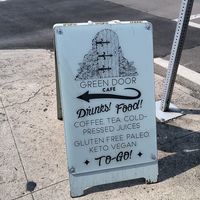 GREEN DOOR
CAFE
Drinks! Food!
COFFEE, TEA, COLD-
PRESSED JUICES
GLUTEN FREE, PALEO,
KETO VEGAN
TO-GO!